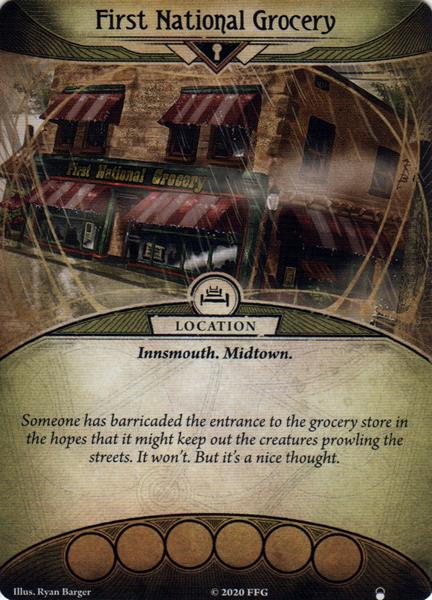 First National Grocery
First National Grocery
LOCATION
Innsmouth. Midtown.
Someone has barricaded the entrance to the grocery store in
the hopes that it might keep out the creatures prowling the
streets. It won't. But it's a nice thought.
Illus. Ryan Barger
© 2020 FFG